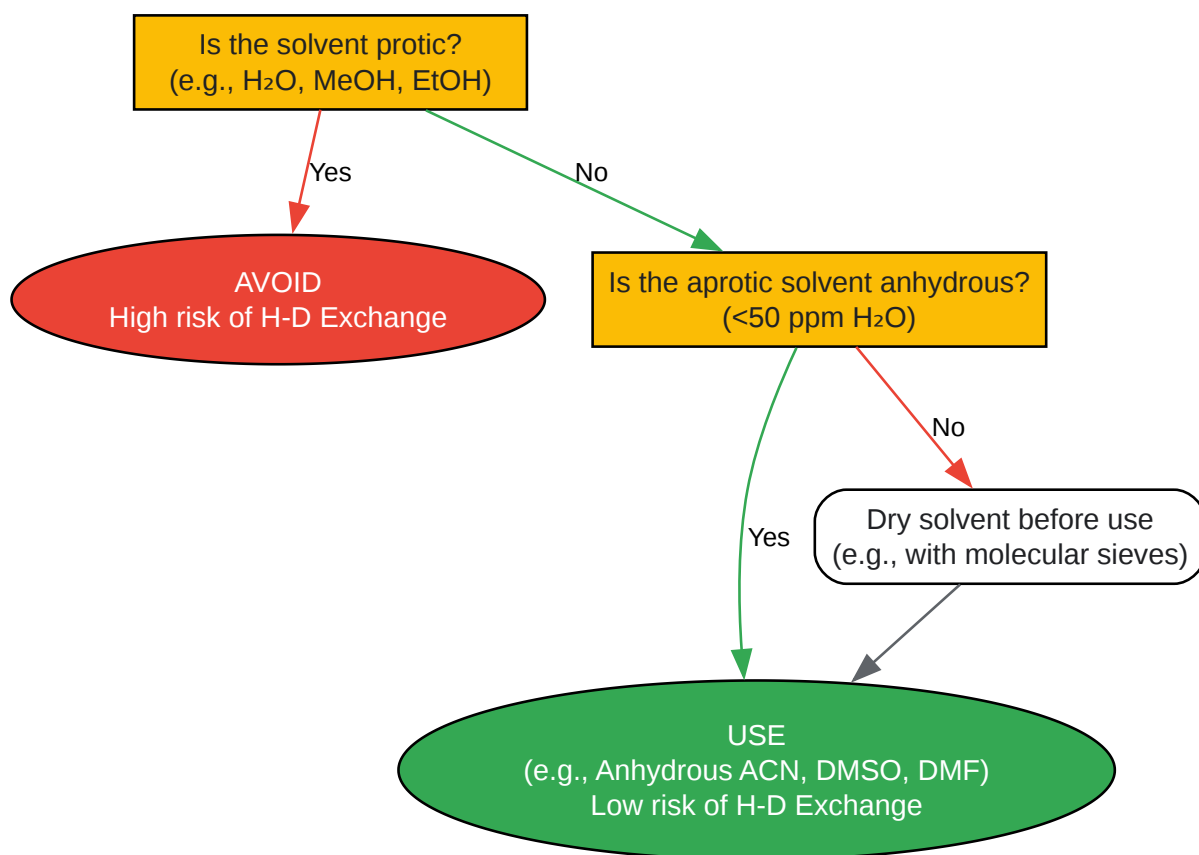 Is the solvent protic?
(e.g., H₂O, MeOH, EtOH)
Yes
No
AVOID
High risk of H-D Exchange
Is the aprotic solvent anhydrous?
(<50 ppm H₂O)
No
Dry solvent before use
(e.g., with molecular sieves)
Yes
USE
(e.g., Anhydrous ACN, DMSO, DMF)
Low risk of H-D Exchange